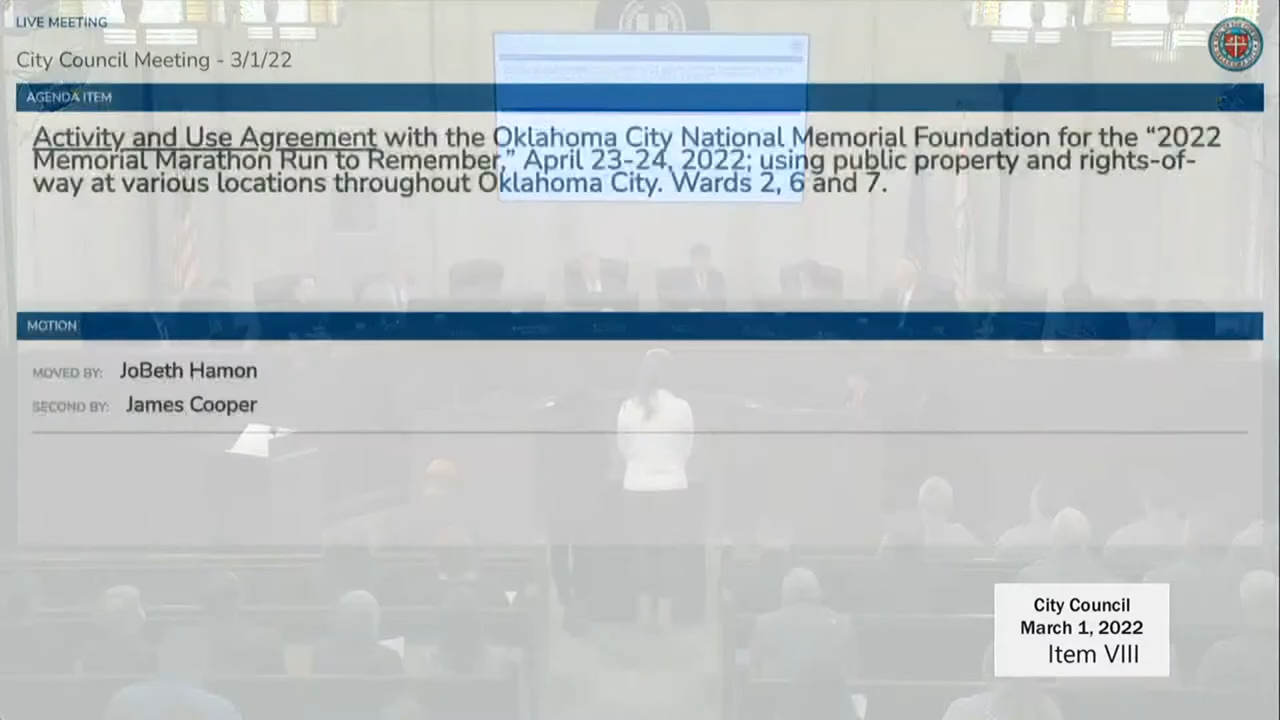 LIVE MEETING
City Council Meeting - 3/1/22
AGENDA ITEM
Activity and Use Agreement with the Oklahoma City National Memorial Foundation for the “2022
Memorial Marathon Run to Remember,” April 23-24, 2022; using public property and rights-of-
way at various locations throughout Oklahoma City. Wards 2, 6 and 7.
MOTION
MOVED BY: JoBeth Hamon
SECOND BY: James Cooper
City Council
March 1, 2022
Item VIII